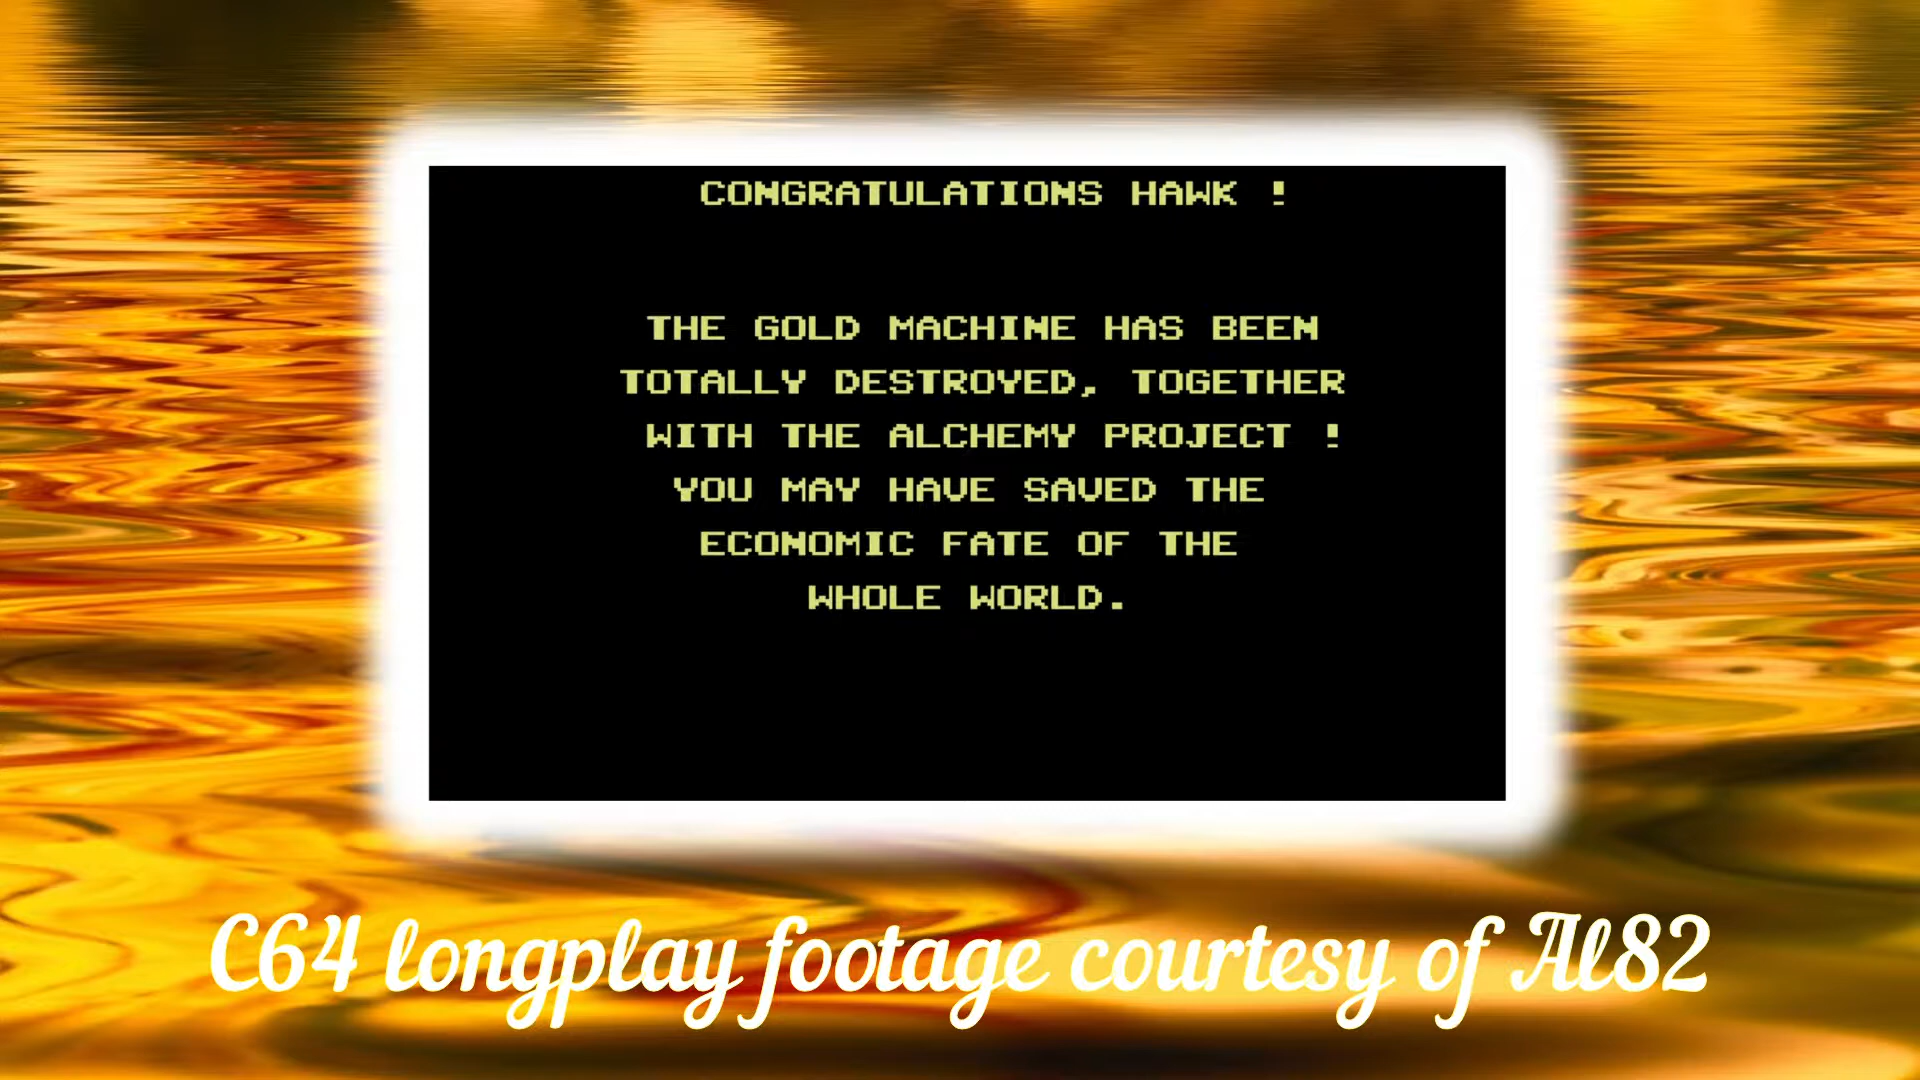 CONGRATULATIONS HAWK !
THE GOLD MACHINE HAS BEEN
TOTALLY DESTROYED, TOGETHER
WITH THE ALCHEMY PROJECT !
YOU MAY HAVE SAVED THE
ECONOMIC FATE OF THE
WHOLE WORLD.
C64 longplay footage courtesy of Al82